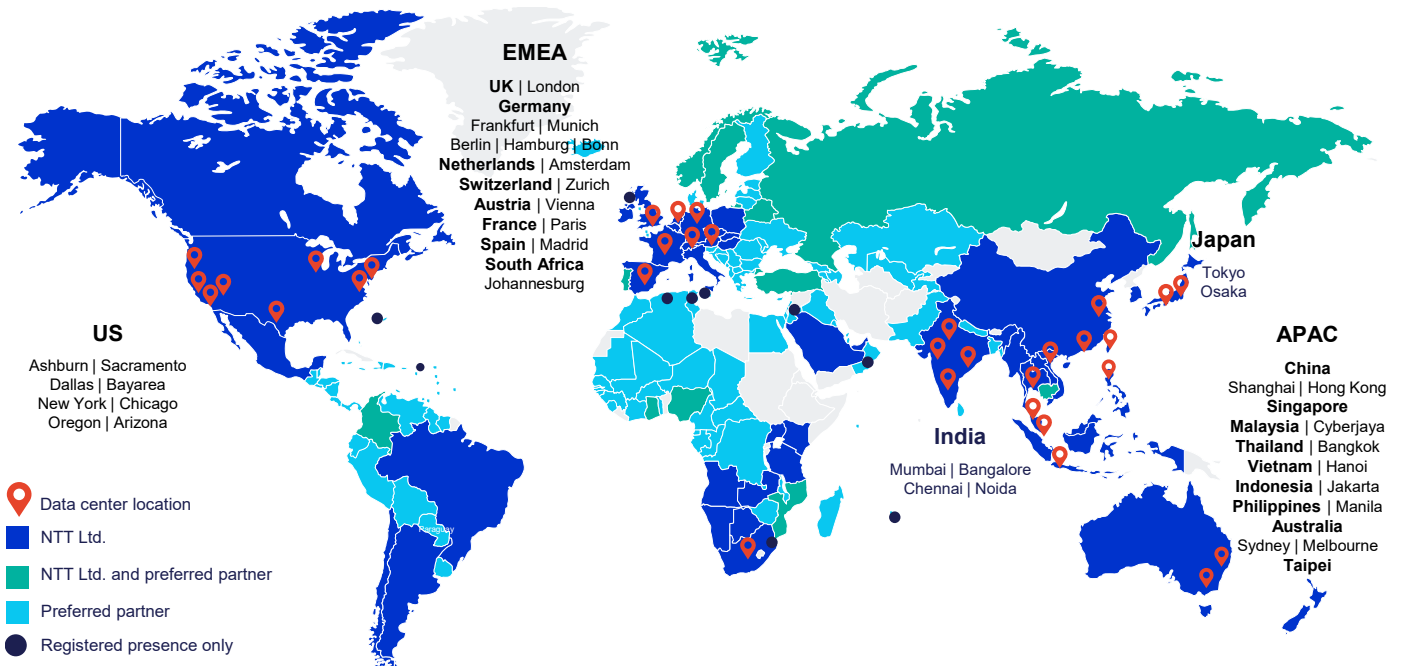 EMEA
UK | London
Germany
Frankfurt | Munich
Berlin | Hamburg | Bonn
Netherlands | Amsterdam
Switzerland | Zurich
Austria | Vienna
France | Paris
Spain | Madrid
South Africa
Johannesburg
Japan
Tokyo
Osaka
US
Ashburn | Sacramento
Dallas | Bayarea
New York | Chicago
Oregon | Arizona
APAC
China
Shanghai | Hong Kong
Singapore
Malaysia | Cyberjaya
Thailand | Bangkok
Vietnam | Hanoi
Indonesia | Jakarta
Philippines | Manila
Australia
Sydney | Melbourne
Taipei
India
Mumbai | Bangalore
Chennai | Noida
Paraguay
Data center location
NTT Ltd.
NTT Ltd. and preferred partner
Preferred partner
Registered presence only